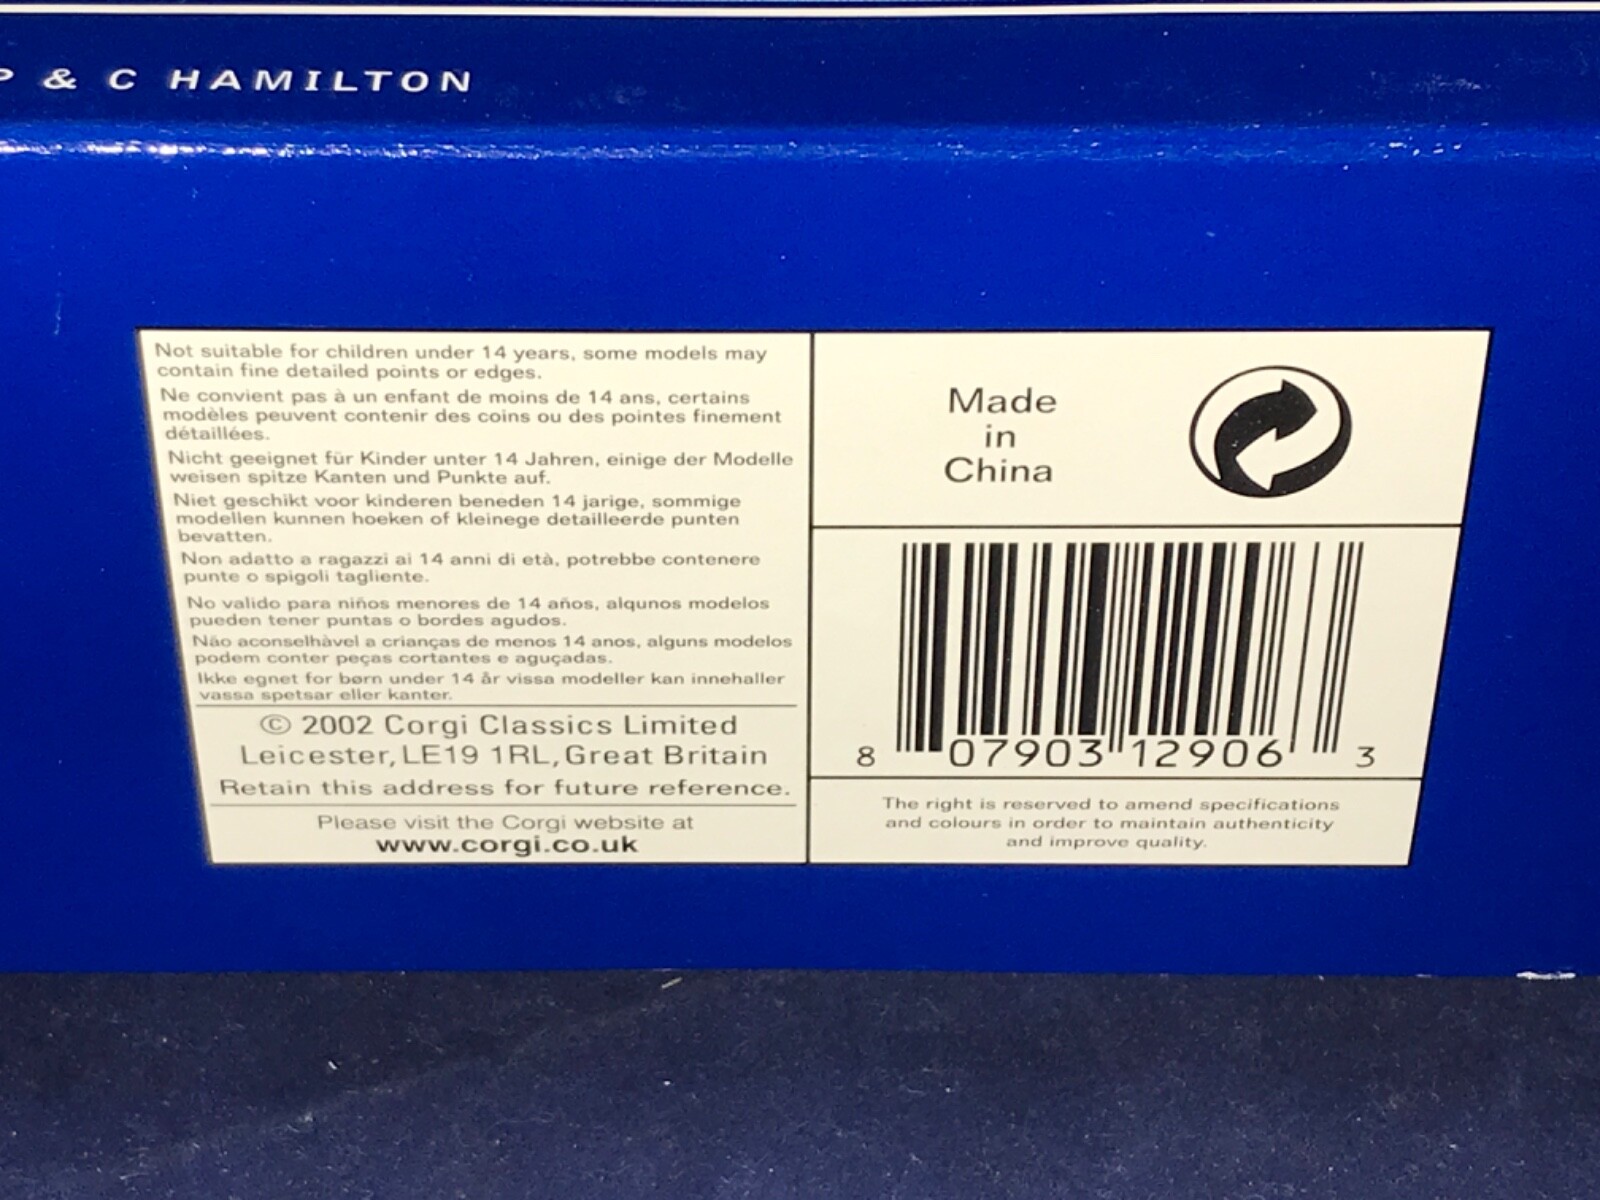 P & C HAMILTON
Not suitable for children under 14 years, some models may
contain fine detailed points or edges.
Ne convient pas à un enfant de moins de 14 ans, certains
modèles peuvent contenir des coins ou des pointes finement
détaillées.
Nicht geeignet für Kinder unter 14 Jahren, einige der Modelle
weisen spitze Kanten und Punkte auf.
Niet geschikt voor kinderen beneden 14 jarige, sommige
modellen kunnen hoeken of kleinege detailleerde punten
bevatten.
Non adatto a ragazzi ai 14 anni di età, potrebbe contenere
punte o spigoli tagliente.
No valido para niños menores de 14 años, alqunos modelos
pueden tener puntas o bordes agudos.
Não aconselhàvel a crianças de menos 14 anos, alguns modelos
podem conter peças cortantes e aguçadas.
Ikke egnet for børn under 14 år vissa modeller kan innehaller
vassa spetsar eller kanter.
© 2002 Corgi Classics Limited
Leicester, LE19 1RL, Great Britain
Retain this address for future reference.
Please visit the Corgi website at
www.corgi.co.uk
Made
in
China
8 07903 12906 3
The right is reserved to amend specifications
and colours in order to maintain authenticity
and improve quality.